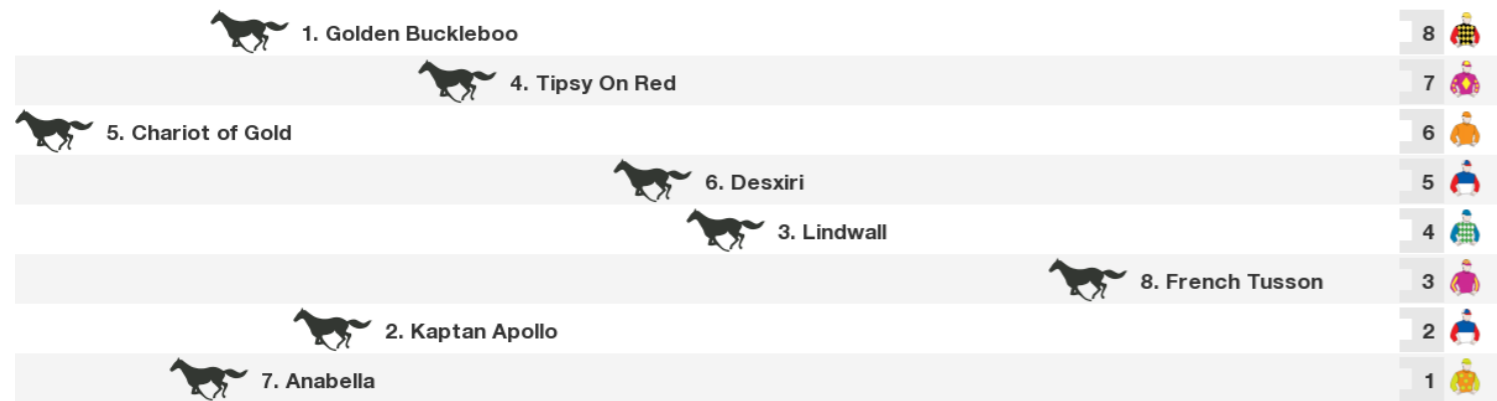 1. Golden Buckleboo 8
4. Tipsy On Red 7
5. Chariot of Gold 6
6. Desxiri 5
3. Lindwall 4
8. French Tusson 3
2. Kaptan Apollo 2
7. Anabella 1